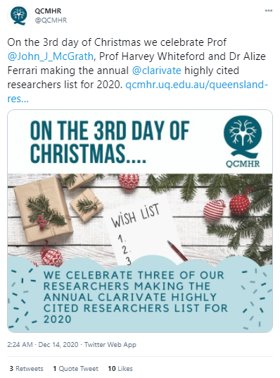 QCMHR
@QCMHR
On the 3rd day of Christmas we celebrate Prof
@John_J_McGrath, Prof Harvey Whiteford and Dr Alize
Ferrari making the annual @clarivate highly cited
researchers list for 2020. qcmhr.uq.edu.au/queensland-
res...
ON THE 3RD DAY OF
CHRISTMAS....
QCMHR
WISH LIST
1.
2.
3
WE CELEBRATE THREE OF OUR
RESEARCHERS MAKING THE
ANNUAL CLARIVATE HIGHLY
CITED RESEARCHERS LIST FOR
2020
2:24 AM · Dec 14, 2020 · Twitter Web App
3 Retweets 1 Quote Tweet 10 Likes